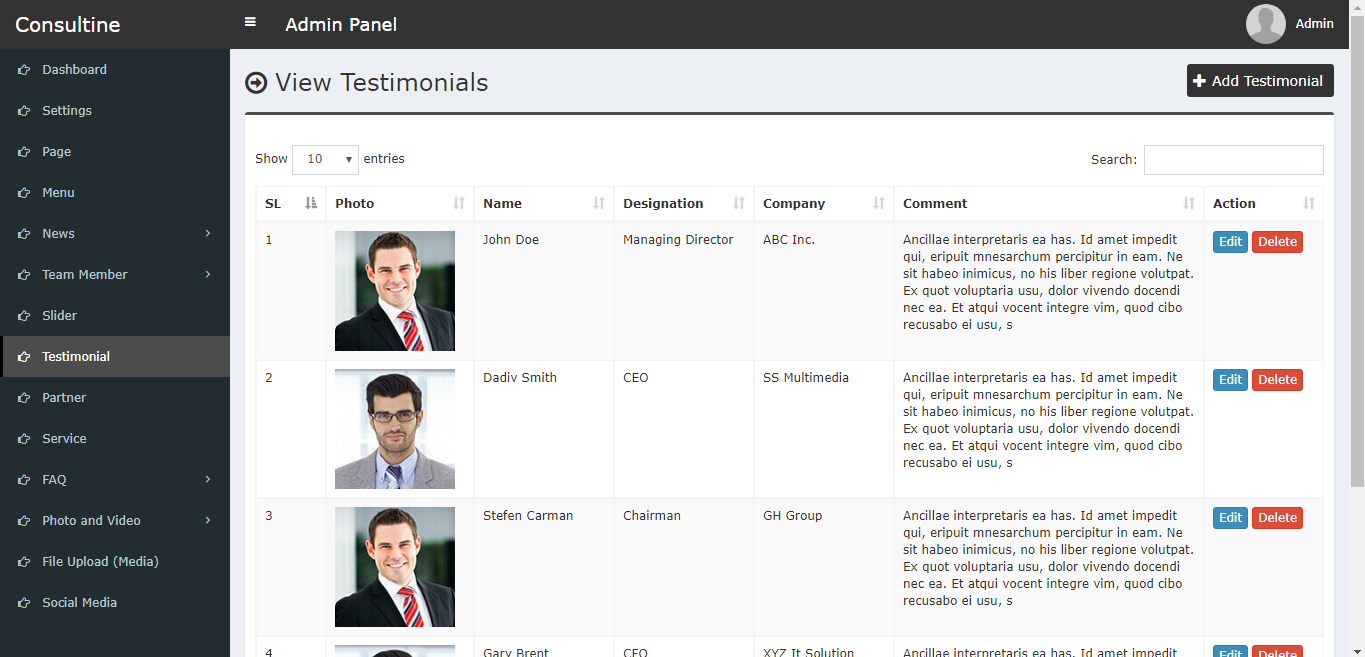 Consultine
Admin Panel
Admin
Dashboard
Settings
Page
Menu
News
Team Member
Slider
Testimonial
Partner
Service
FAQ
Photo and Video
File Upload (Media)
Social Media
View Testimonials
Add Testimonial
Show 10 entries
Search:
SL Photo Name Designation Company Comment Action
1 John Doe Managing Director ABC Inc. Ancillae interpretaris ea has. Id amet impedit Edit Delete
qui, eripuit mnesarchum percipitur in eam. Ne
sit habeo inimicus, no his liber regione volutpat.
Ex quot voluptaria usu, dolor vivendo docendi
nec ea. Et atqui vocent integre vim, quod cibo
recusabo ei usu, s
2 Dadiv Smith CEO SS Multimedia Ancillae interpretaris ea has. Id amet impedit Edit Delete
qui, eripuit mnesarchum percipitur in eam. Ne
sit habeo inimicus, no his liber regione volutpat.
Ex quot voluptaria usu, dolor vivendo docendi
nec ea. Et atqui vocent integre vim, quod cibo
recusabo ei usu, s
3 Stefen Carman Chairman GH Group Ancillae interpretaris ea has. Id amet impedit Edit Delete
qui, eripuit mnesarchum percipitur in eam. Ne
sit habeo inimicus, no his liber regione volutpat.
Ex quot voluptaria usu, dolor vivendo docendi
nec ea. Et atqui vocent integre vim, quod cibo
recusabo ei usu, s
4 Gary Brent CEO XYZ It Solution Ancillae interpretaris ea has. Id amet impedit Edit Delete